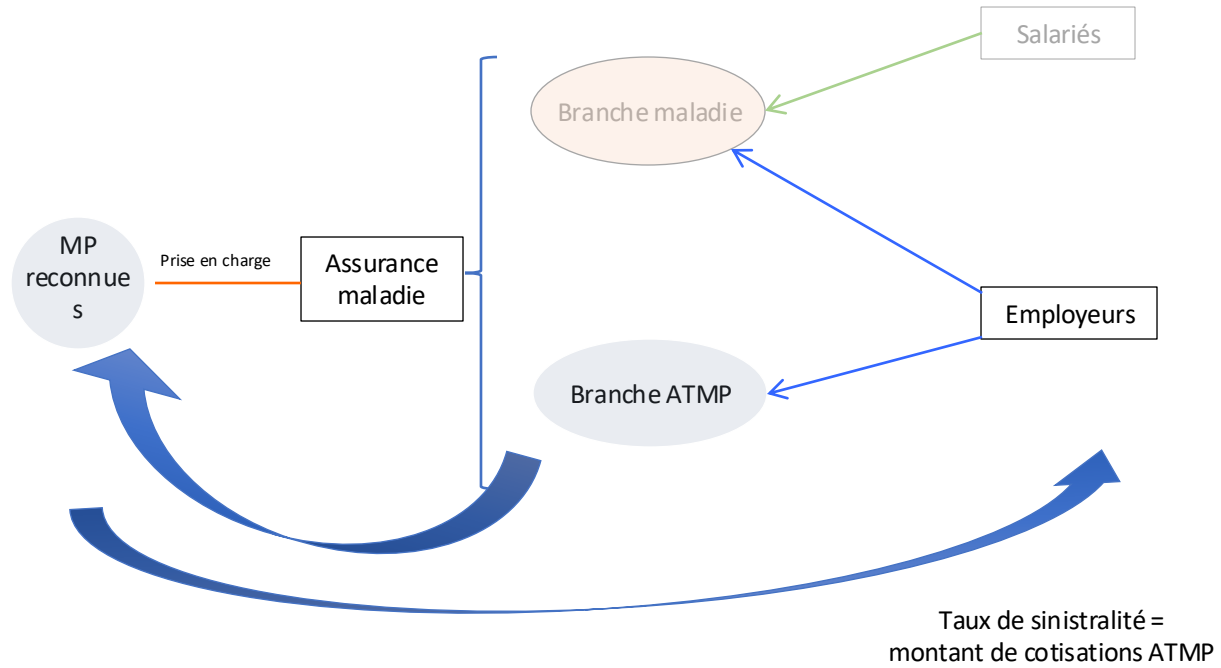 Salariés
Branche maladie
MP
reconnue
s
Prise en charge
Assurance
maladie
Employeurs
Branche ATMP
Taux de sinistralité =
montant de cotisations ATMP